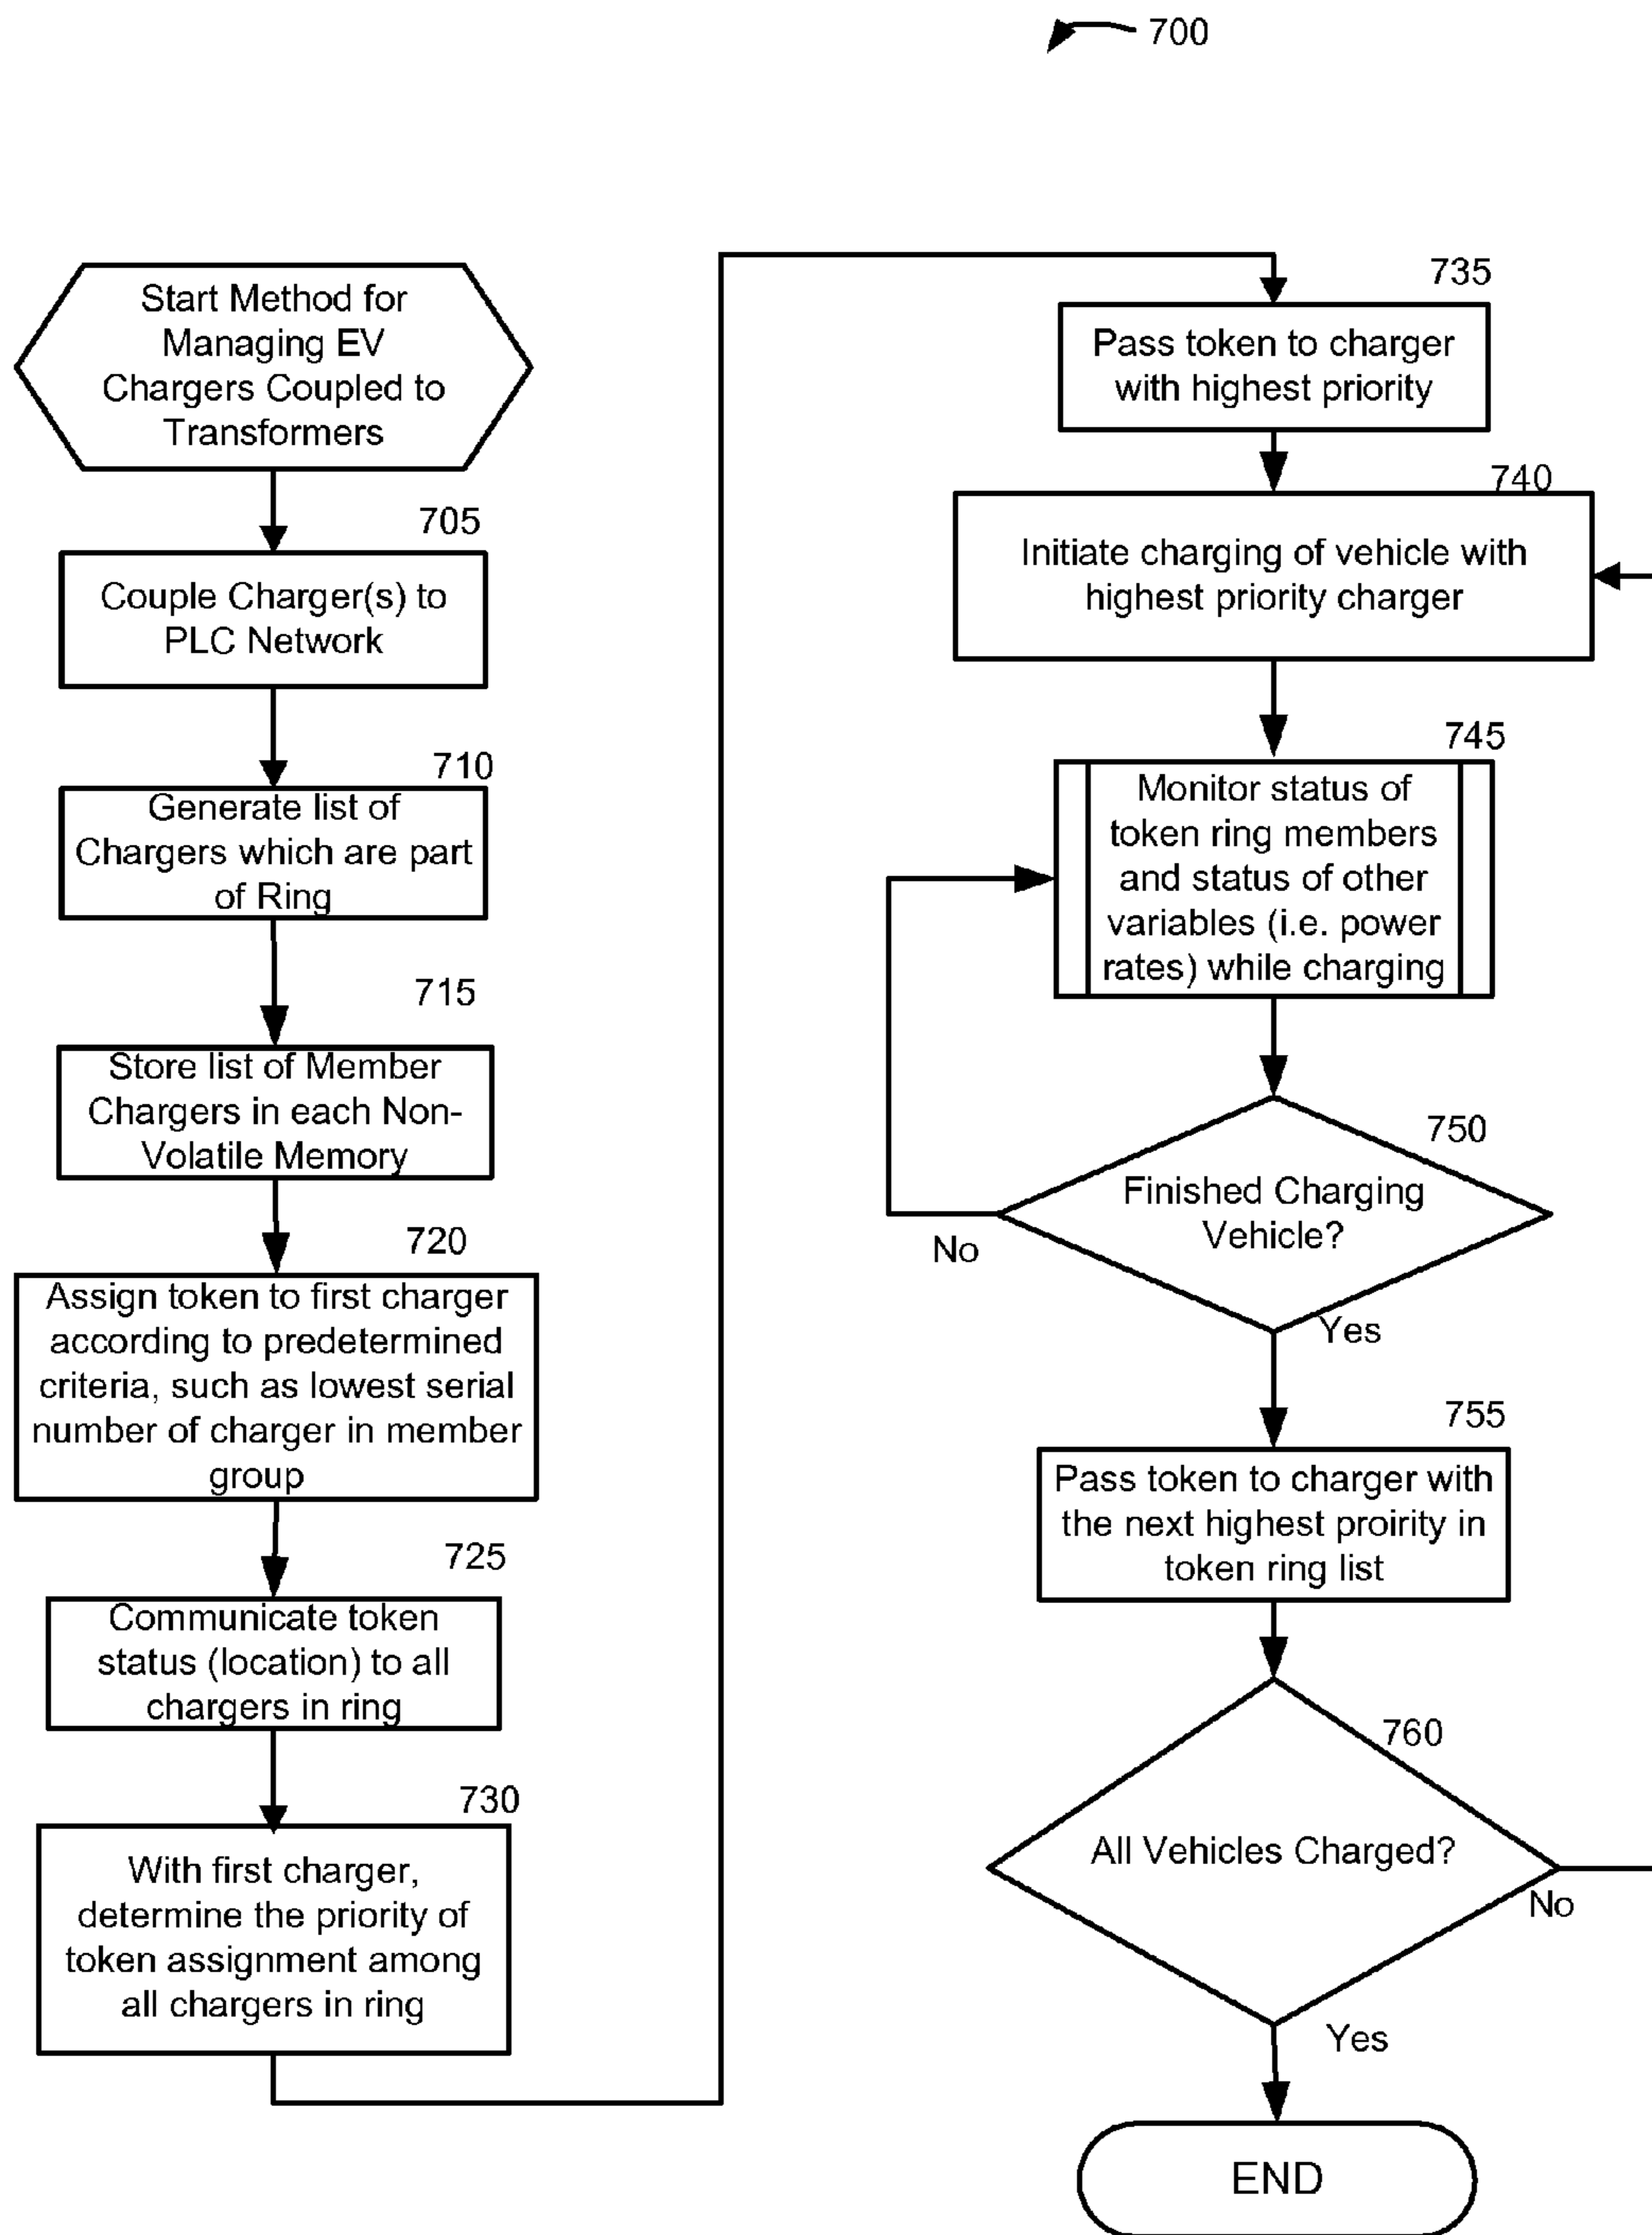 700
Start Method for
Managing EV
Chargers Coupled to
Transformers
705
Couple Charger(s) to
PLC Network
710
Generate list of
Chargers which are part
of Ring
715
Store list of Member
Chargers in each Non-
Volatile Memory
720
Assign token to first charger
according to predetermined
criteria, such as lowest serial
number of charger in member
group
725
Communicate token
status (location) to all
chargers in ring
730
With first charger,
determine the priority of
token assignment among
all chargers in ring
735
Pass token to charger
with highest priority
740
Initiate charging of vehicle with
highest priority charger
745
Monitor status of
token ring members
and status of other
variables (i.e. power
rates) while charging
750
Finished Charging
Vehicle?
No
Yes
755
Pass token to charger with
the next highest proirity in
token ring list
760
All Vehicles Charged?
No
Yes
END